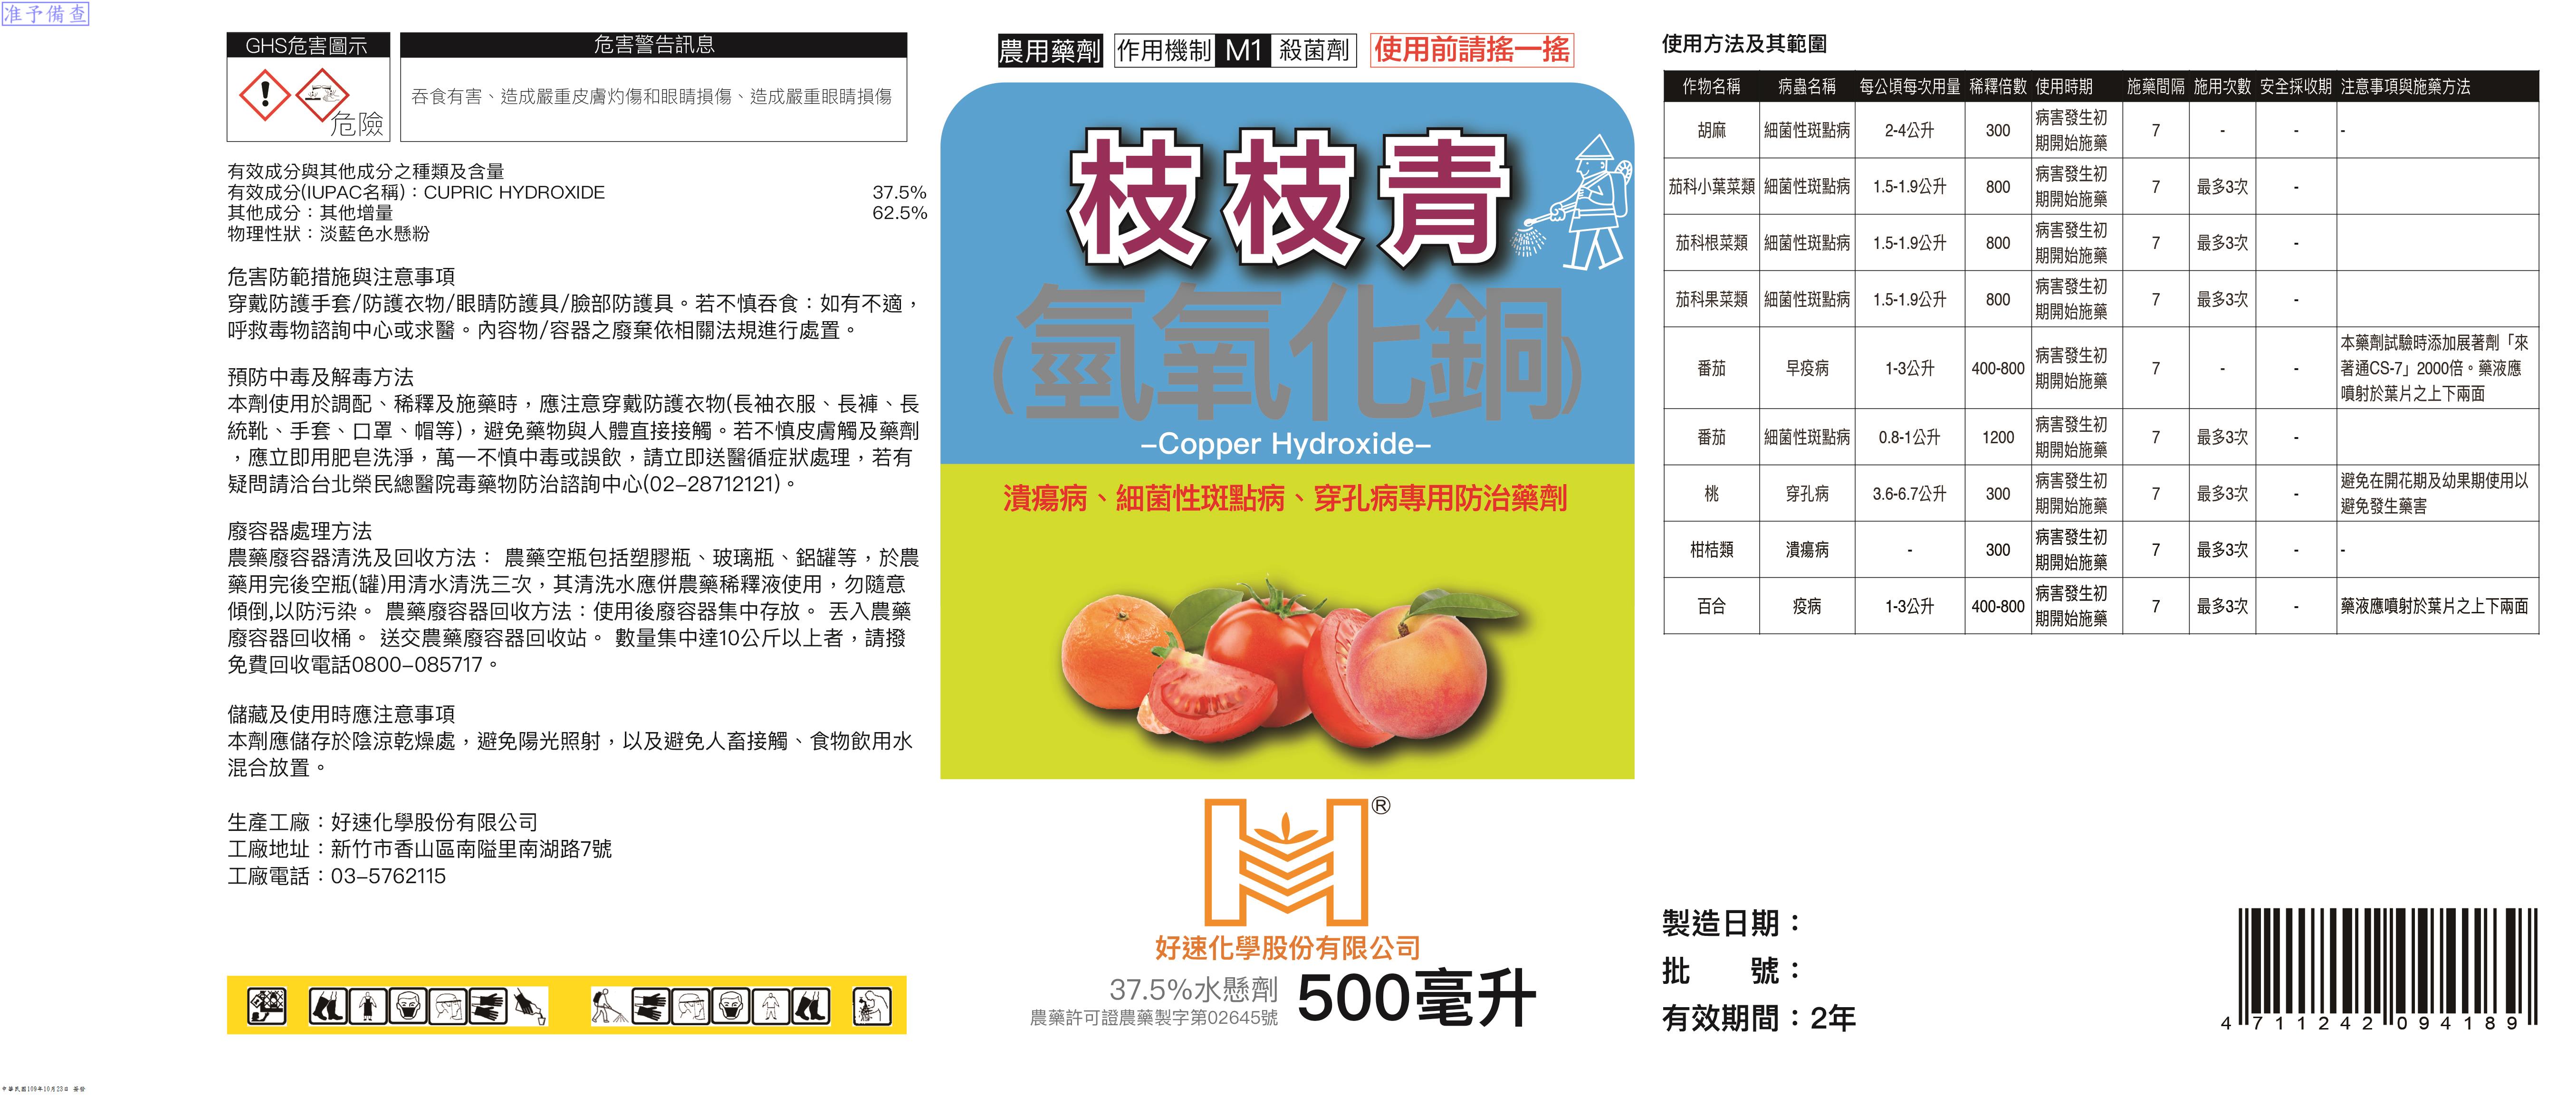 准予備查
GHS危害圖示
危險
危害警告訊息
吞食有害、造成嚴重皮膚灼傷和眼睛損傷、造成嚴重眼睛損傷
有效成分與其他成分之種類及含量
有效成分(IUPAC名稱)：CUPRIC HYDROXIDE 37.5%
其他成分：其他增量 62.5%
物理性狀：淡藍色水懸粉
危害防範措施與注意事項
穿戴防護手套/防護衣物/眼睛防護具/臉部防護具。若不慎吞食：如有不適，
呼救毒物諮詢中心或求醫。內容物/容器之廢棄依相關法規進行處置。
預防中毒及解毒方法
本劑使用於調配、稀釋及施藥時，應注意穿戴防護衣物(長袖衣服、長褲、長
統靴、手套、口罩、帽等)，避免藥物與人體直接接觸。若不慎皮膚觸及藥劑
，應立即用肥皂洗淨，萬一不慎中毒或誤飲，請立即送醫循症狀處理，若有
疑問請洽台北榮民總醫院毒藥物防治諮詢中心(02–28712121)。
廢容器處理方法
農藥廢容器清洗及回收方法： 農藥空瓶包括塑膠瓶、玻璃瓶、鋁罐等，於農
藥用完後空瓶(罐)用清水清洗三次，其清洗水應併農藥稀釋液使用，勿隨意
傾倒,以防污染。 農藥廢容器回收方法：使用後廢容器集中存放。 丟入農藥
廢容器回收桶。 送交農藥廢容器回收站。 數量集中達10公斤以上者，請撥
免費回收電話0800–085717。
儲藏及使用時應注意事項
本劑應儲存於陰涼乾燥處，避免陽光照射，以及避免人畜接觸、食物飲用水
混合放置。
生產工廠：好速化學股份有限公司
工廠地址：新竹市香山區南隘里南湖路7號
工廠電話：03–5762115
農用藥劑 作用機制 M1 殺菌劑 使用前請搖一搖
枝枝青
(氫氧化銅)
–Copper Hydroxide–
潰瘍病、細菌性斑點病、穿孔病專用防治藥劑
®
好速化學股份有限公司
37.5%水懸劑 500毫升
農藥許可證農藥製字第02645號
使用方法及其範圍
作物名稱 病蟲名稱 每公頃每次用量 稀釋倍數 使用時期 施藥間隔 施用次數 安全採收期 注意事項與施藥方法
胡麻 細菌性斑點病 2-4公升 300 病害發生初期開始施藥 7 - - -
茄科小葉菜類 細菌性斑點病 1.5-1.9公升 800 病害發生初期開始施藥 7 最多3次 -
茄科根菜類 細菌性斑點病 1.5-1.9公升 800 病害發生初期開始施藥 7 最多3次 -
茄科果菜類 細菌性斑點病 1.5-1.9公升 800 病害發生初期開始施藥 7 最多3次 -
番茄 早疫病 1-3公升 400-800 病害發生初期開始施藥 7 - - 本藥劑試驗時添加展著劑「來著通CS-7」2000倍。藥液應噴射於葉片之上下兩面
番茄 細菌性斑點病 0.8-1公升 1200 病害發生初期開始施藥 7 最多3次 -
桃 穿孔病 3.6-6.7公升 300 病害發生初期開始施藥 7 最多3次 - 避免在開花期及幼果期使用以避免發生藥害
柑桔類 潰瘍病 - 300 病害發生初期開始施藥 7 最多3次 - -
百合 疫病 1-3公升 400-800 病害發生初期開始施藥 7 最多3次 - 藥液應噴射於葉片之上下兩面
製造日期：
批 號：
有效期間：2年
4 711242 094189
中華民國109年10月23日